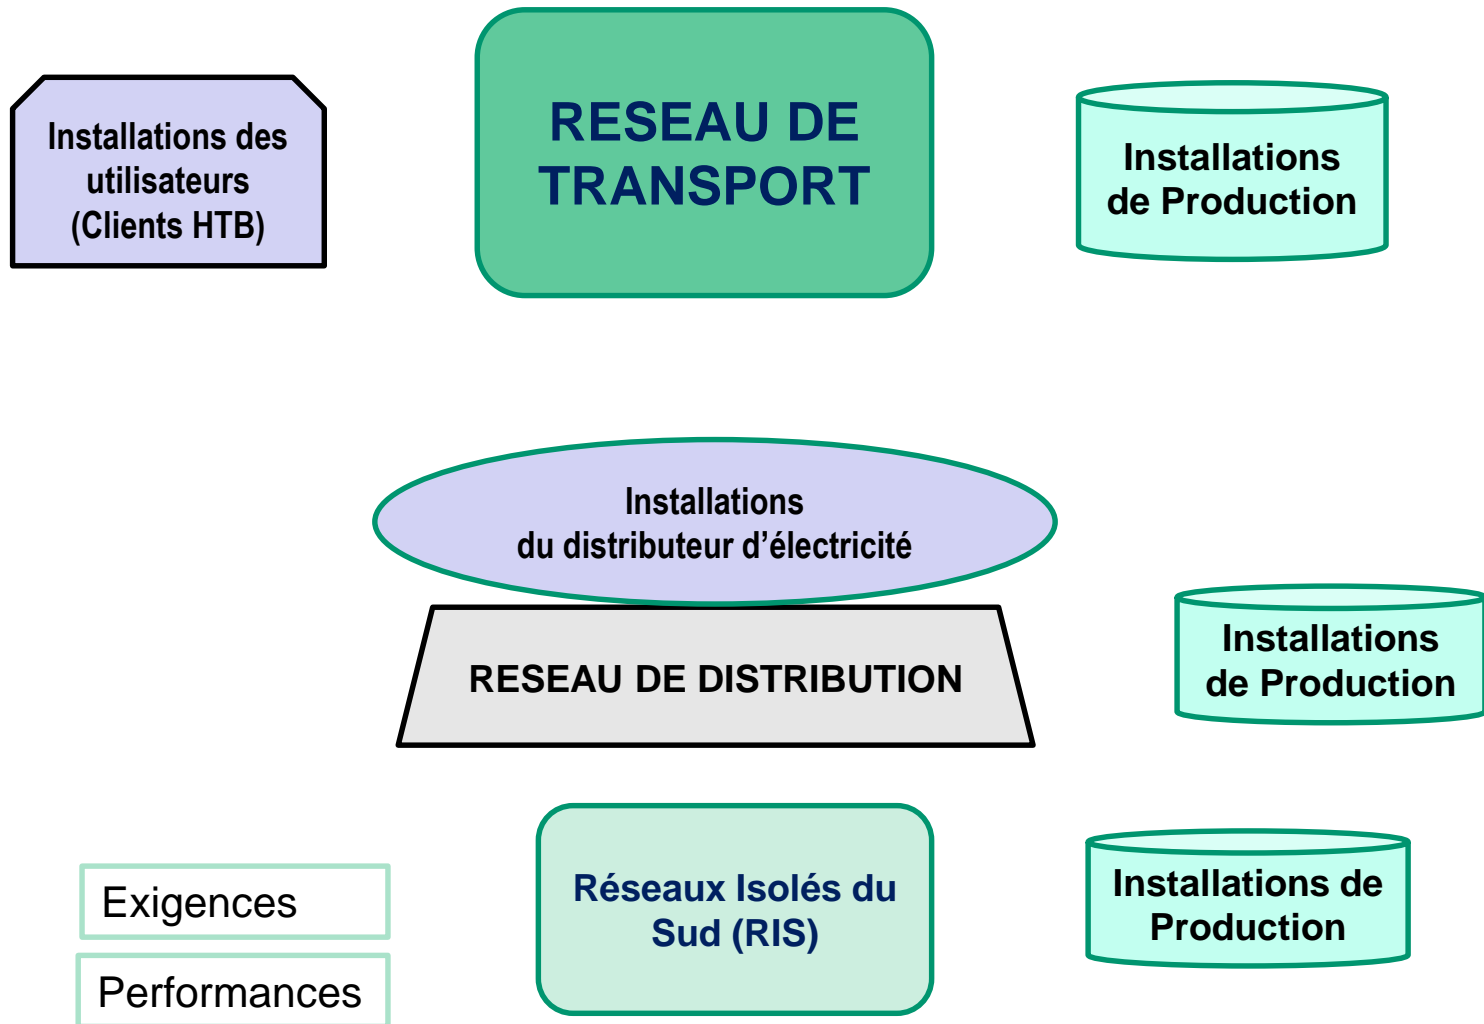 Installations des
utilisateurs
(Clients HTB)
RESEAU DE
TRANSPORT
Installations
de Production
Installations
du distributeur d’électricité
RESEAU DE DISTRIBUTION
Installations
de Production
Réseaux Isolés du
Sud (RIS)
Installations de
Production
Exigences
Performances